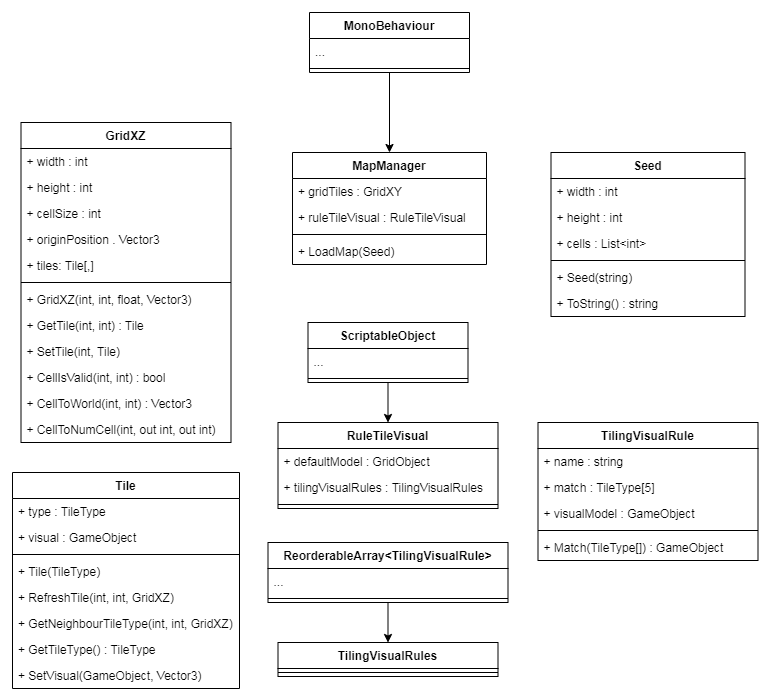 MonoBehaviour
...
GridXZ
+ width : int
+ height : int
+ cellSize : int
+ originPosition . Vector3
+ tiles: Tile[,]
+ GridXZ(int, int, float, Vector3)
+ GetTile(int, int) : Tile
+ SetTile(int, Tile)
+ CellIsValid(int, int) : bool
+ CellToWorld(int, int) : Vector3
+ CellToNumCell(int, out int, out int)
MapManager
+ gridTiles : GridXY
+ ruleTileVisual : RuleTileVisual
+ LoadMap(Seed)
Seed
+ width : int
+ height : int
+ cells : List<int>
+ Seed(string)
+ ToString() : string
ScriptableObject
...
RuleTileVisual
+ defaultModel : GridObject
+ tilingVisualRules : TilingVisualRules
TilingVisualRule
+ name : string
+ match : TileType[5]
+ visualModel : GameObject
+ Match(TileType[]) : GameObject
Tile
+ type : TileType
+ visual : GameObject
+ Tile(TileType)
+ RefreshTile(int, int, GridXZ)
+ GetNeighbourTileType(int, int, GridXZ)
+ GetTileType() : TileType
+ SetVisual(GameObject, Vector3)
ReorderableArray<TilingVisualRule>
...
TilingVisualRules